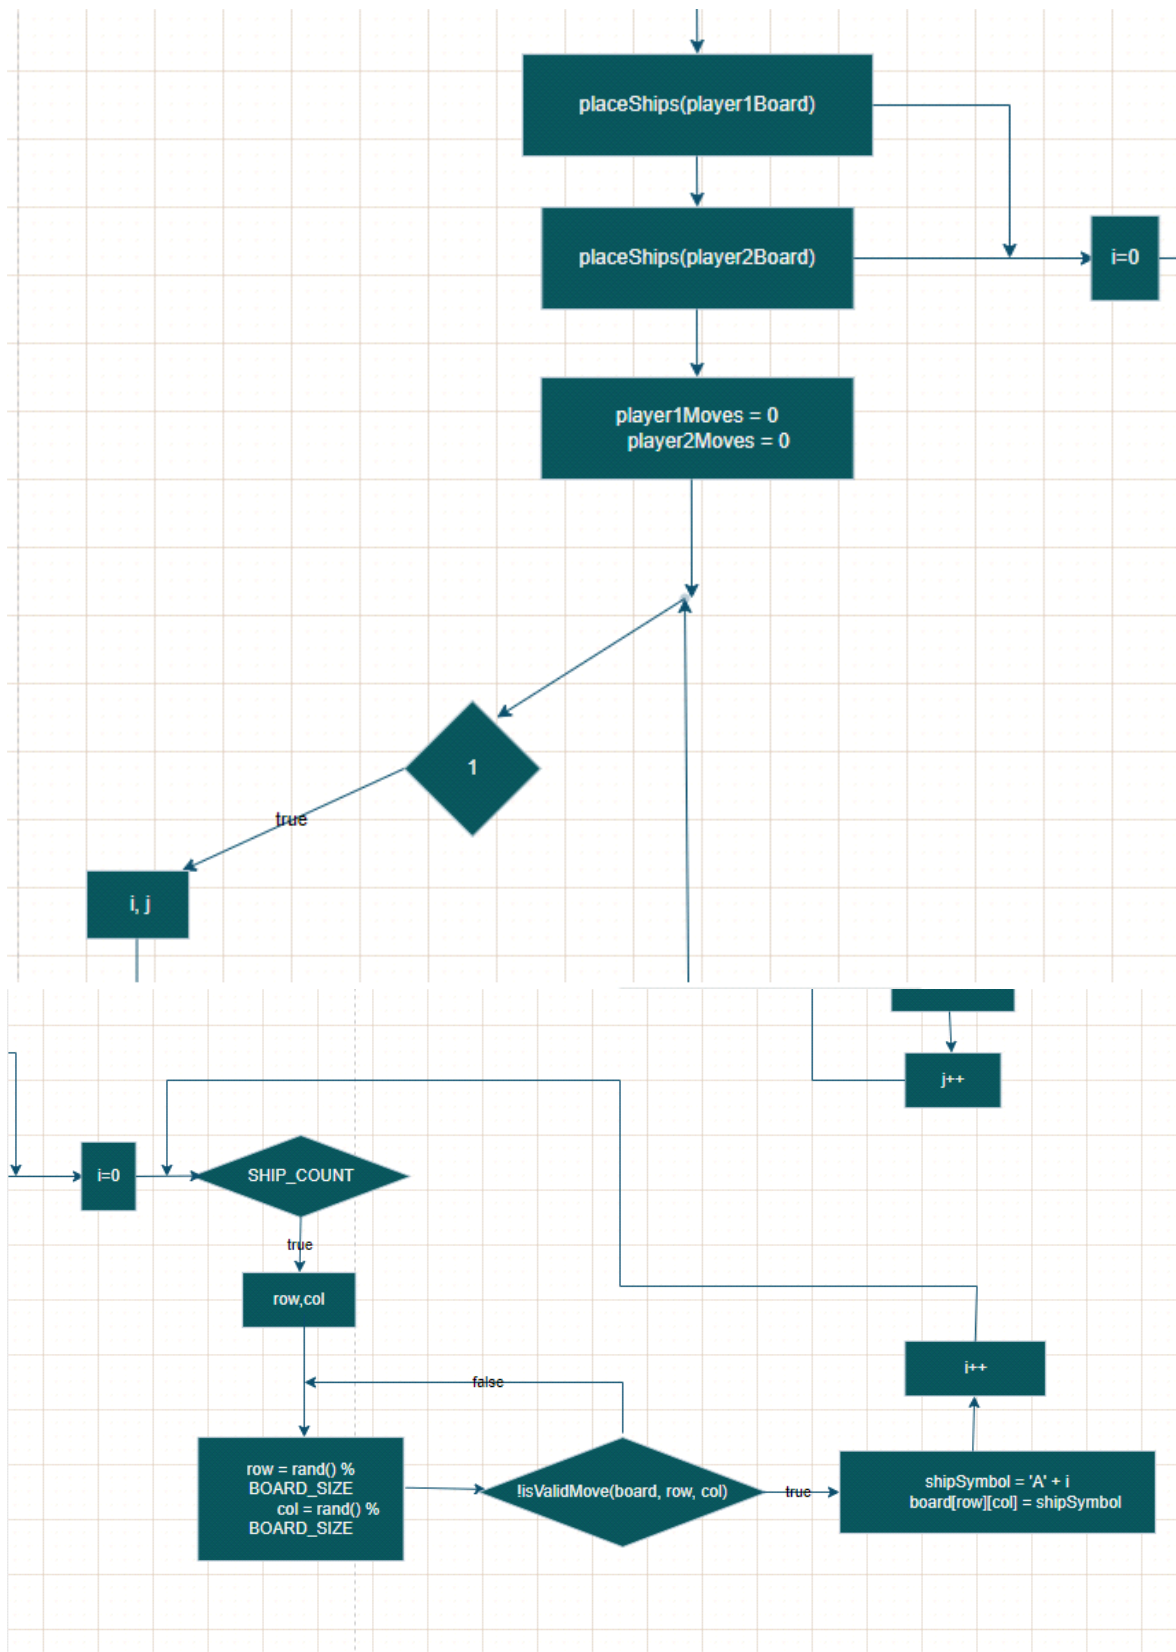 placeShips(player1Board)
placeShips(player2Board)
i=0
player1Moves = 0
player2Moves = 0
1
true
i, j
j++
i=0
SHIP_COUNT
true
row,col
false
i++
row = rand() %
BOARD_SIZE
col = rand() %
BOARD_SIZE
!isValidMove(board, row, col)
true
shipSymbol = 'A' + i
board[row][col] = shipSymbol